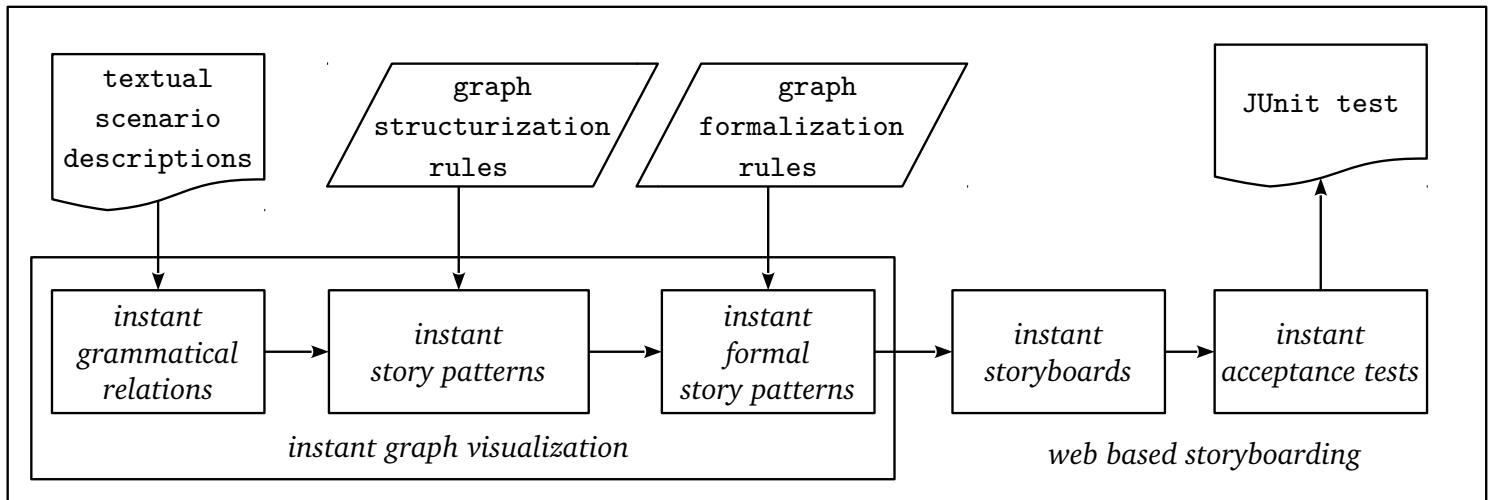 textual
scenario
descriptions
graph
structurization
rules
graph
formalization
rules
JUnit test
instant
grammatical
relations
instant
story patterns
instant
formal
story patterns
instant
storyboards
instant
acceptance tests
instant graph visualization
web based storyboarding